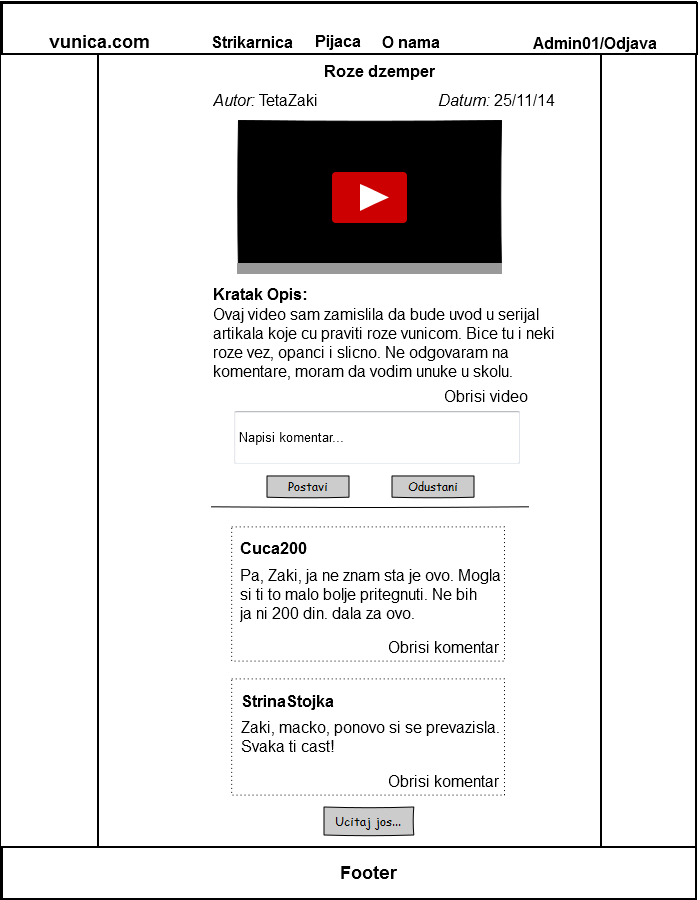 vunica.com Strikarnica Pijaca O nama Admin01/Odjava
Roze dzemper
Autor: TetaZaki Datum: 25/11/14
Kratak Opis:
Ovaj video sam zamislila da bude uvod u serijal
artikala koje cu praviti roze vunicom. Bice tu i neki
roze vez, opanci i slicno. Ne odgovaram na
komentare, moram da vodim unuke u skolu.
Obrisi video
Napisi komentar...
Postavi Odustani
Cuca200
Pa, Zaki, ja ne znam sta je ovo. Mogla
si ti to malo bolje pritegnuti. Ne bih
ja ni 200 din. dala za ovo.
Obrisi komentar
StrinaStojka
Zaki, macko, ponovo si se prevazisla.
Svaka ti cast!
Obrisi komentar
Ucitaj jos...
Footer